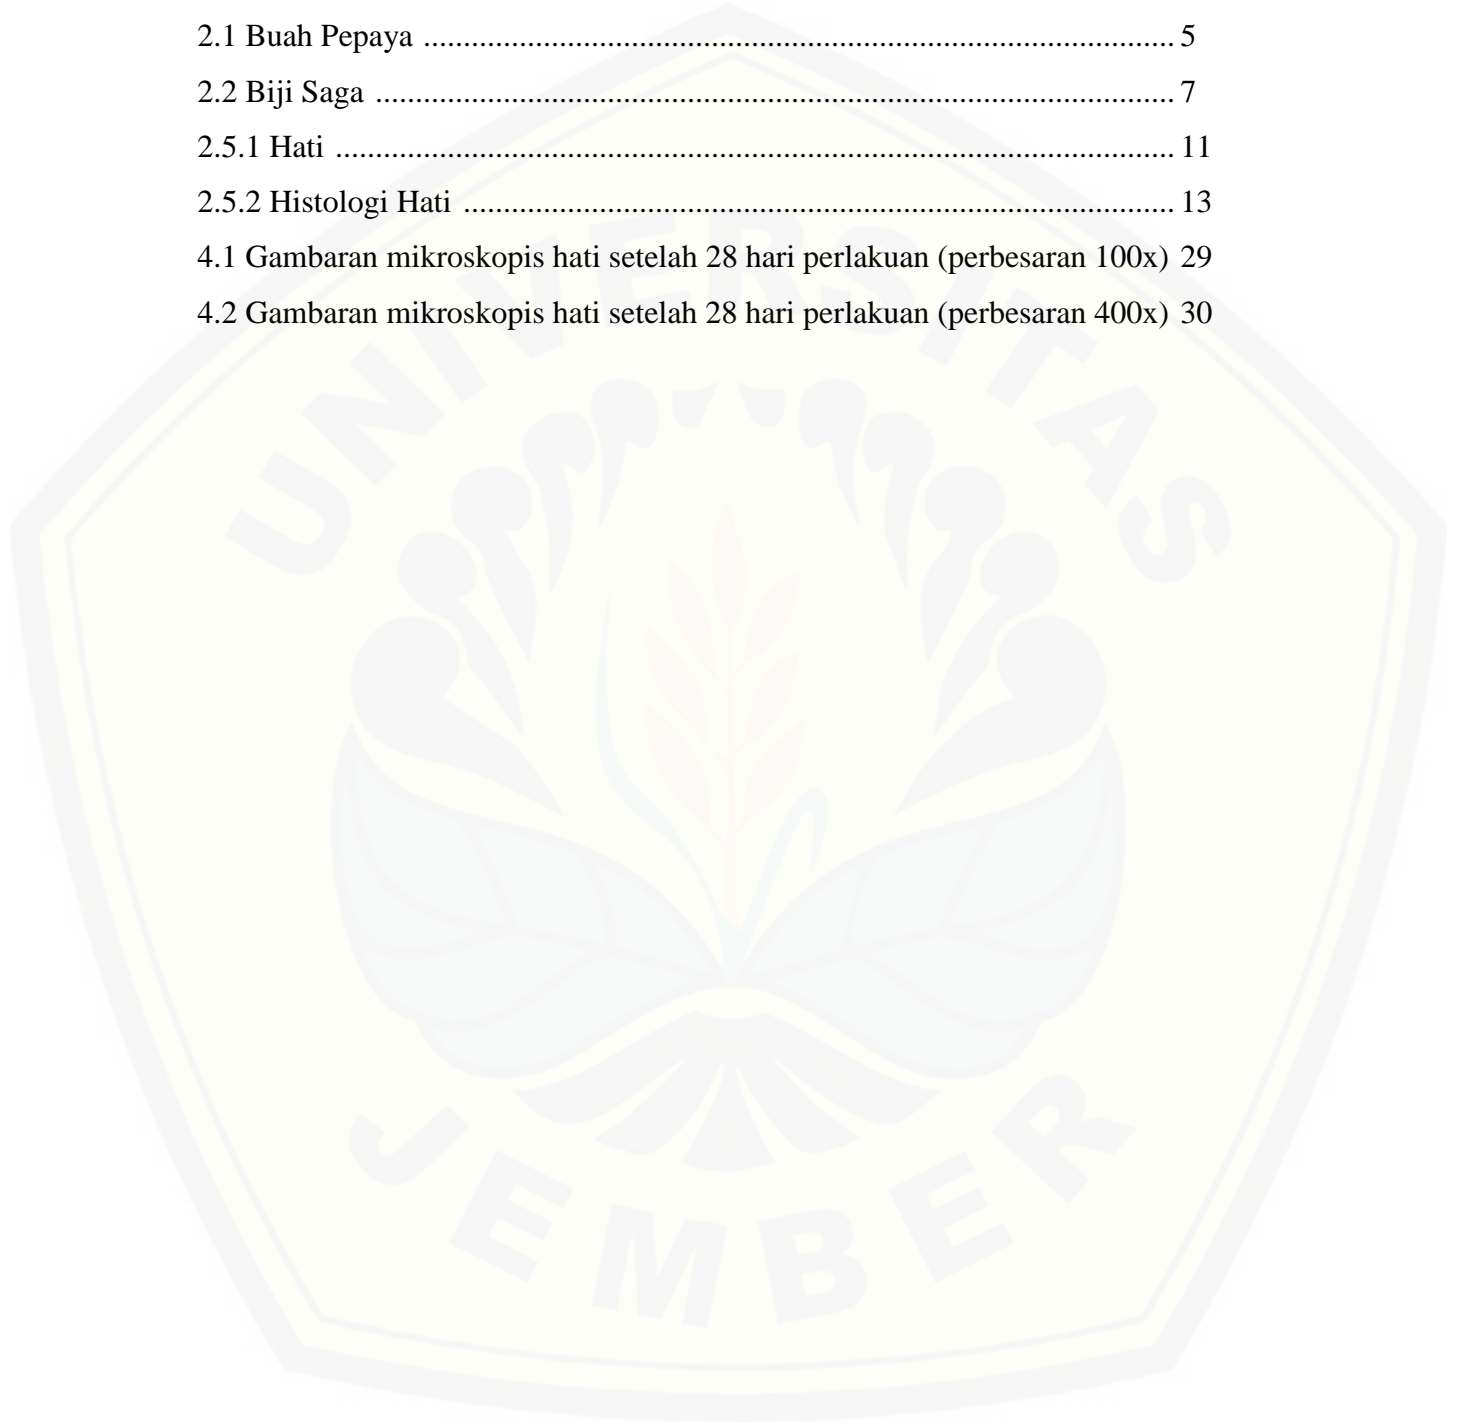 2.1 Buah Pepaya ............................................................................................... 5
2.2 Biji Saga ..................................................................................................... 7
2.5.1 Hati .......................................................................................................... 11
2.5.2 Histologi Hati .......................................................................................... 13
4.1 Gambaran mikroskopis hati setelah 28 hari perlakuan (perbesaran 100x) 29
4.2 Gambaran mikroskopis hati setelah 28 hari perlakuan (perbesaran 400x) 30
UNIVERSITAS
JEMBER